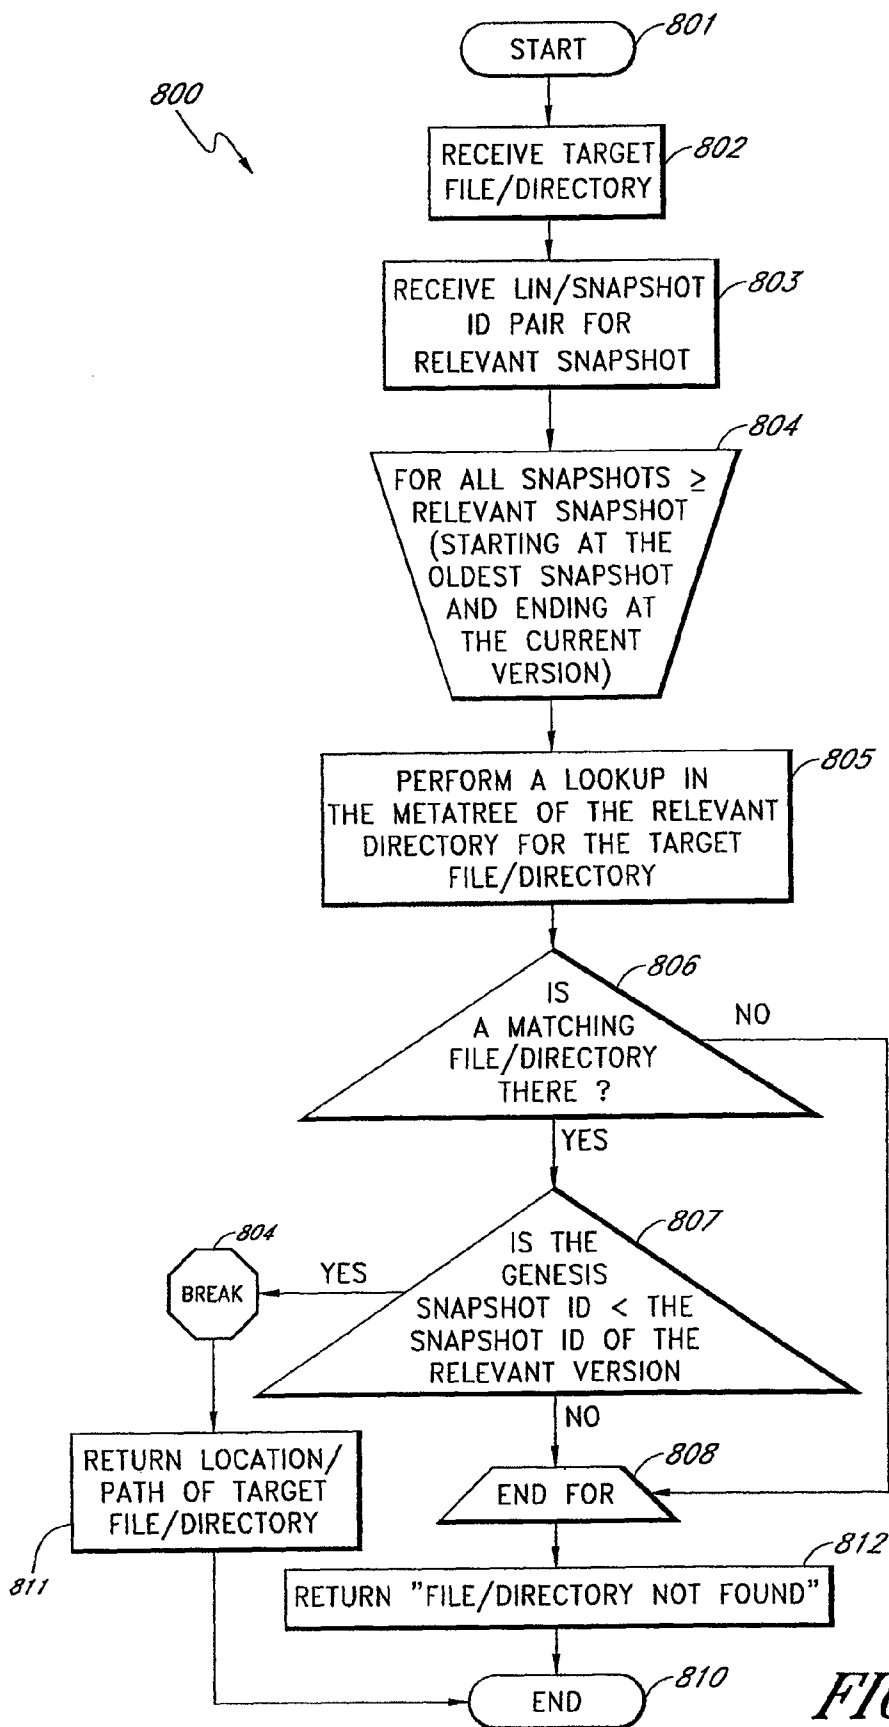 START
801
800
RECEIVE TARGET
FILE/DIRECTORY
802
RECEIVE LIN/SNAPSHOT
ID PAIR FOR
RELEVANT SNAPSHOT
803
804
FOR ALL SNAPSHOTS ≥
RELEVANT SNAPSHOT
(STARTING AT THE
OLDEST SNAPSHOT
AND ENDING AT
THE CURRENT
VERSION)
805
PERFORM A LOOKUP IN
THE METATREE OF THE RELEVANT
DIRECTORY FOR THE TARGET
FILE/DIRECTORY
806
IS
A MATCHING
FILE/DIRECTORY
THERE ?
NO
YES
807
IS THE
GENESIS
SNAPSHOT ID < THE
SNAPSHOT ID OF THE
RELEVANT VERSION
YES
804
BREAK
NO
RETURN LOCATION/
PATH OF TARGET
FILE/DIRECTORY
811
END FOR
808
812
RETURN "FILE/DIRECTORY NOT FOUND"
END
810